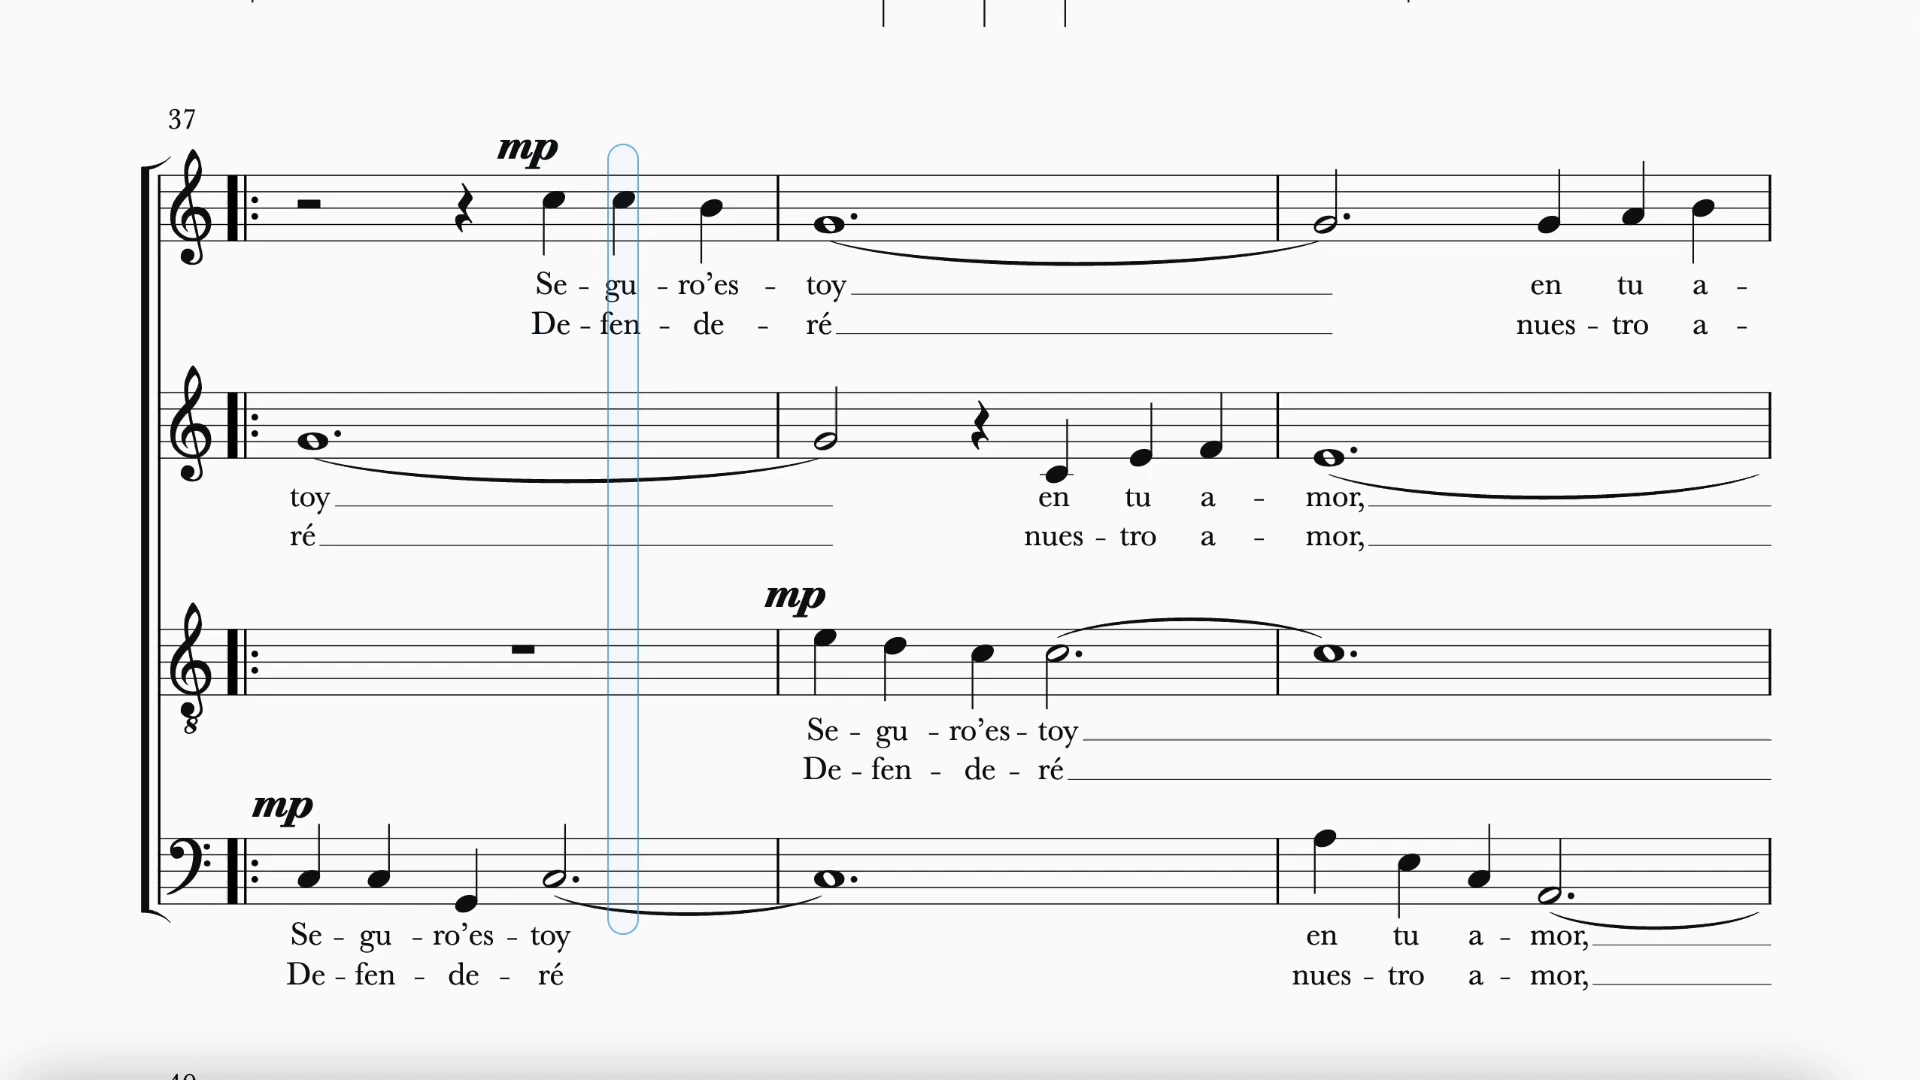 37
mp
Se - gu - ro’es - toy en tu a -
De - fen - de - ré nues - tro a -
toy en tu a - mor,
ré nues - tro a - mor,
mp
8
Se - gu - ro’es - toy
De - fen - de - ré
mp
Se - gu - ro’es - toy en tu a - mor,
De - fen - de - ré nues - tro a - mor,